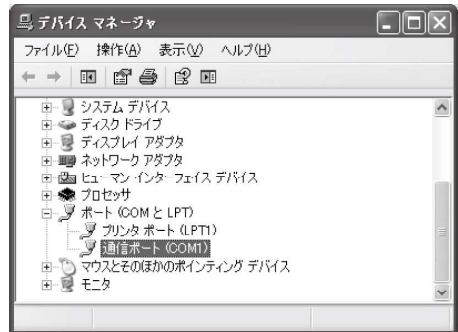 デバイス マネージャ
ファイル(F) 操作(A) 表示(V) ヘルプ(H)
システム デバイス
ディスク ドライブ
ディスプレイ アダプタ
ネットワーク アダプタ
ヒューマン インターフェイス デバイス
プロセッサ
ポート (COM と LPT)
プリンタ ポート (LPT1)
通信ポート (COM1)
マウスとそのほかのポインティング デバイス
モニタ